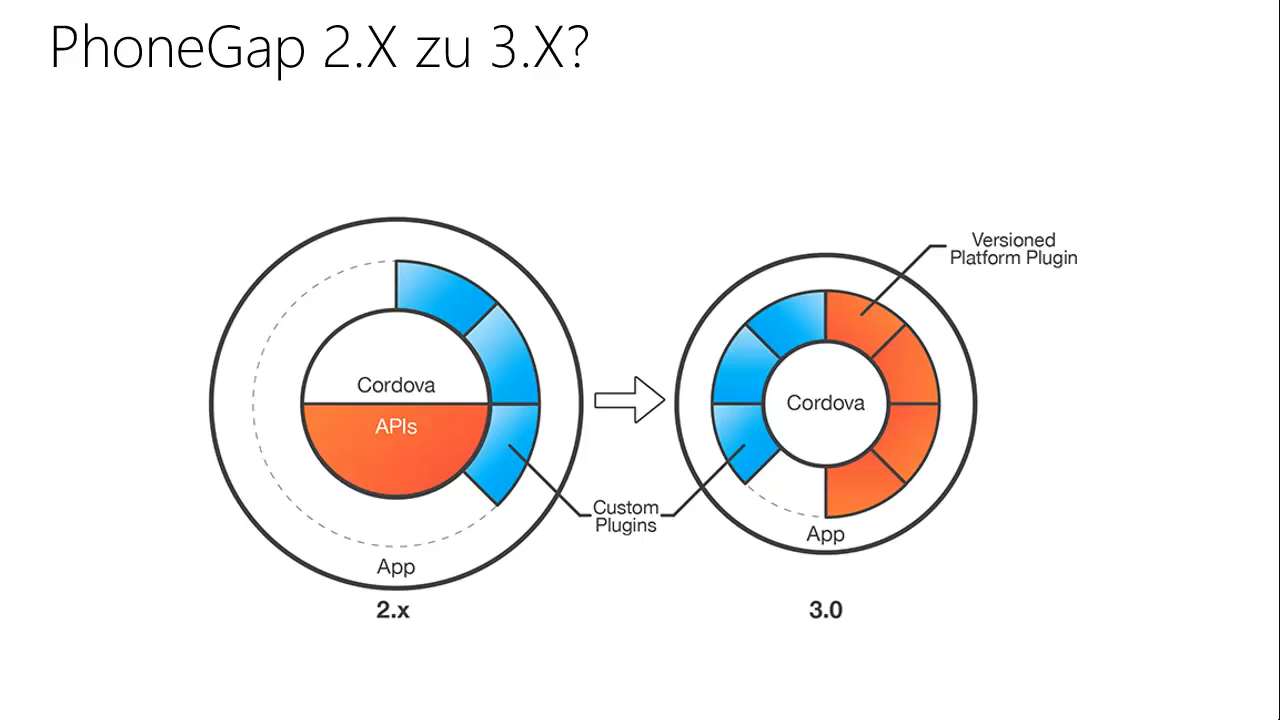 PhoneGap 2.X zu 3.X?
Versioned
Platform Plugin
Cordova
APIs
Cordova
Custom
Plugins
App
App
2.x
3.0